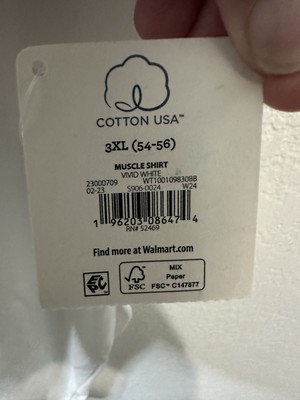 COTTON USA™
3XL (54-56)
MUSCLE SHIRT
VIVID WHITE
23000709 WT10010983088
02-23 5906-0024 W24
1 96203 08647 4
RN# 52469
Find more at Walmart.com
FSC
MIX
Paper
FSC™ C147877